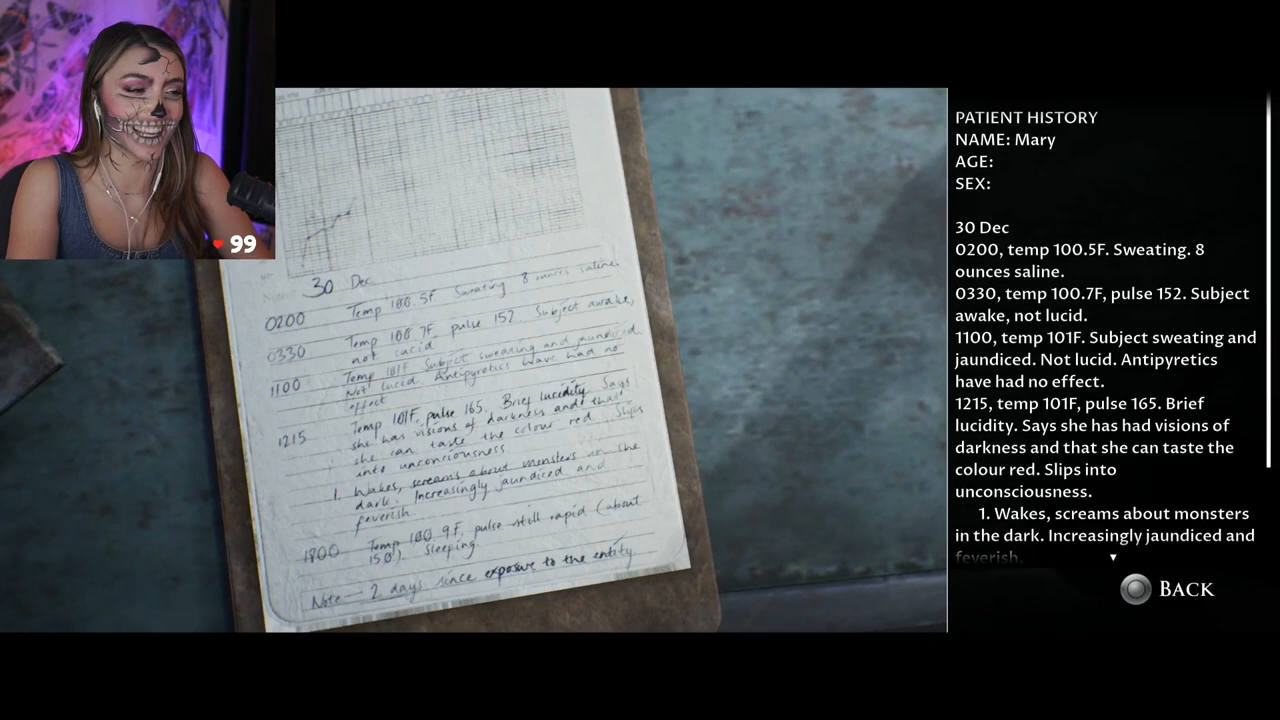 99
30 Dec
0200 Temp 100.5F Sweating 8 ounces saline.
0330 Temp 100.7F, pulse 152. Subject awake,
not lucid.
1100 Temp 101F Subject sweating and jaundiced.
Not lucid. Antipyretics have had no
effect
1215 Temp 101F, pulse 165. Brief lucidity. Says
she has visions of darkness and that
she can taste the colour red. Slips
into unconciousness
1. Wakes, screams about monsters in the
dark. Increasingly jaundiced and
feverish.
1800 Temp 100.9F, pulse still rapid (about
150). Sleeping.
Note — 2 days since exposure to the entity
PATIENT HISTORY
NAME: Mary
AGE:
SEX:
30 Dec
0200, temp 100.5F. Sweating. 8
ounces saline.
0330, temp 100.7F, pulse 152. Subject
awake, not lucid.
1100, temp 101F. Subject sweating and
jaundiced. Not lucid. Antipyretics
have had no effect.
1215, temp 101F, pulse 165. Brief
lucidity. Says she has had visions of
darkness and that she can taste the
colour red. Slips into
unconsciousness.
1. Wakes, screams about monsters
in the dark. Increasingly jaundiced and
feverish.
BACK